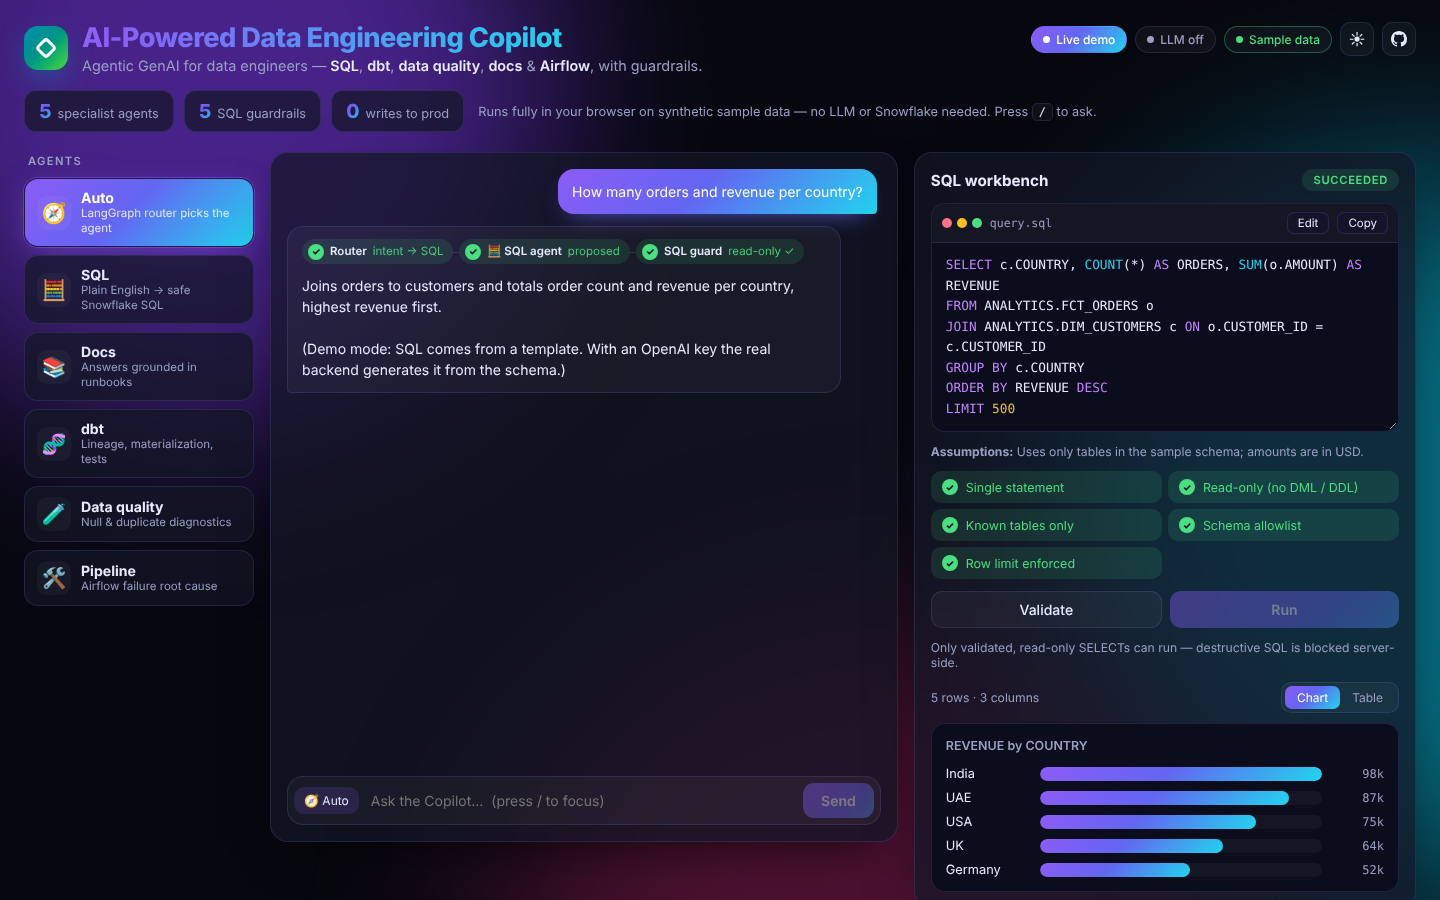 AI-Powered Data Engineering Copilot
Agentic GenAI for data engineers — SQL, dbt, data quality, docs & Airflow, with guardrails.
Live demo
LLM off
Sample data
5 specialist agents
5 SQL guardrails
0 writes to prod
Runs fully in your browser on synthetic sample data — no LLM or Snowflake needed. Press / to ask.
AGENTS
Auto
LangGraph router picks the
agent
SQL
Plain English → safe
Snowflake SQL
Docs
Answers grounded in
runbooks
dbt
Lineage, materialization,
tests
Data quality
Null & duplicate diagnostics
Pipeline
Airflow failure root cause
How many orders and revenue per country?
Router intent → SQL
SQL agent proposed
SQL guard read-only ✓
Joins orders to customers and totals order count and revenue per country,
highest revenue first.
(Demo mode: SQL comes from a template. With an OpenAI key the real
backend generates it from the schema.)
Auto
Ask the Copilot... (press / to focus)
Send
SQL workbench
SUCCEEDED
query.sql
Edit
Copy
SELECT c.COUNTRY, COUNT(*) AS ORDERS, SUM(o.AMOUNT) AS
REVENUE
FROM ANALYTICS.FCT_ORDERS o
JOIN ANALYTICS.DIM_CUSTOMERS c ON o.CUSTOMER_ID =
c.CUSTOMER_ID
GROUP BY c.COUNTRY
ORDER BY REVENUE DESC
LIMIT 500
Assumptions: Uses only tables in the sample schema; amounts are in USD.
Single statement
Read-only (no DML / DDL)
Known tables only
Schema allowlist
Row limit enforced
Validate
Run
Only validated, read-only SELECTs can run — destructive SQL is blocked server-
side.
5 rows · 3 columns
Chart
Table
REVENUE by COUNTRY
India 98k
UAE 87k
USA 75k
UK 64k
Germany 52k